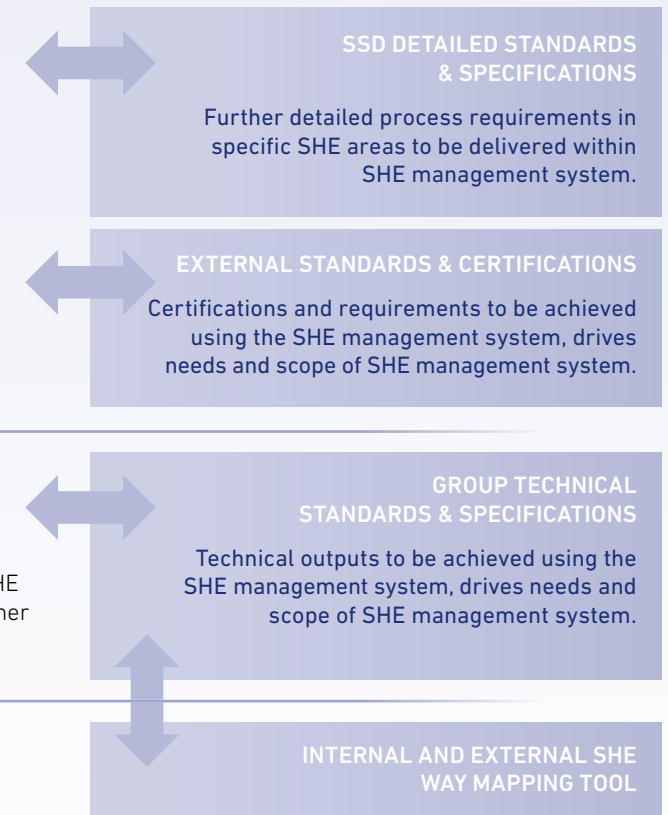 SSD DETAILED STANDARDS
& SPECIFICATIONS
Further detailed process requirements in
specific SHE areas to be delivered within
SHE management system.
EXTERNAL STANDARDS & CERTIFICATIONS
Certifications and requirements to be achieved
using the SHE management system, drives
needs and scope of SHE management system.
GROUP TECHNICAL
STANDARDS & SPECIFICATIONS
Technical outputs to be achieved using the
SHE management system, drives needs and
scope of SHE management system.
INTERNAL AND EXTERNAL SHE
WAY MAPPING TOOL